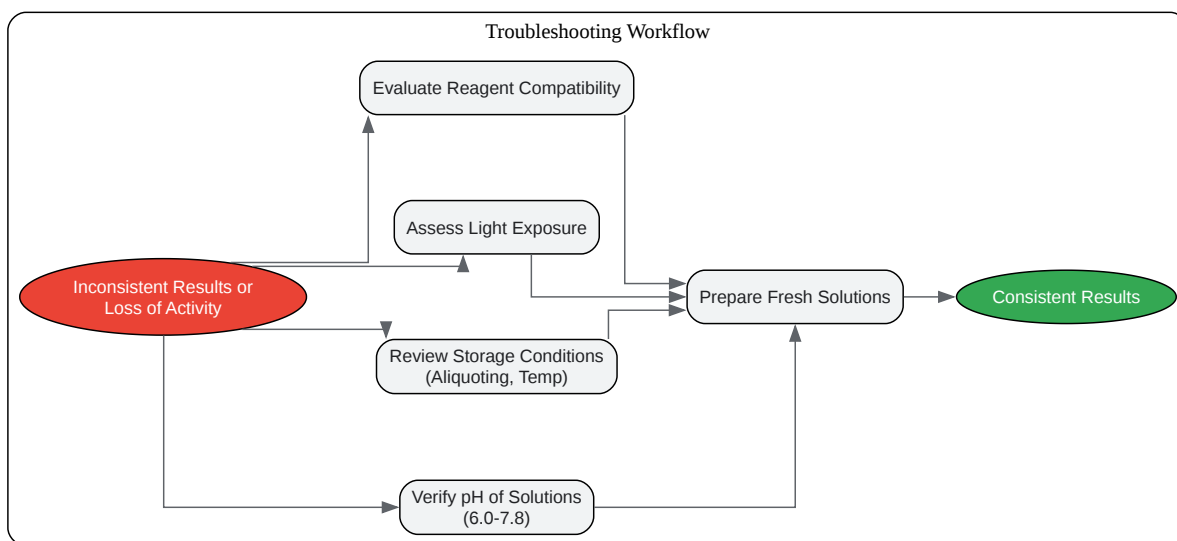 Troubleshooting Workflow
Evaluate Reagent Compatibility
Assess Light Exposure
Inconsistent Results or
Loss of Activity
Prepare Fresh Solutions
Consistent Results
Review Storage Conditions
(Aliquoting, Temp)
Verify pH of Solutions
(6.0-7.8)